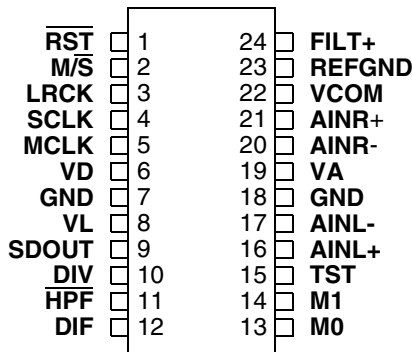 RST 1 24 FILT+
M/S 2 23 REFGND
LRCK 3 22 VCOM
SCLK 4 21 AINR+
MCLK 5 20 AINR-
VD 6 19 VA
GND 7 18 GND
VL 8 17 AINL-
SDOUT 9 16 AINL+
DIV 10 15 TST
HPF 11 14 M1
DIF 12 13 M0